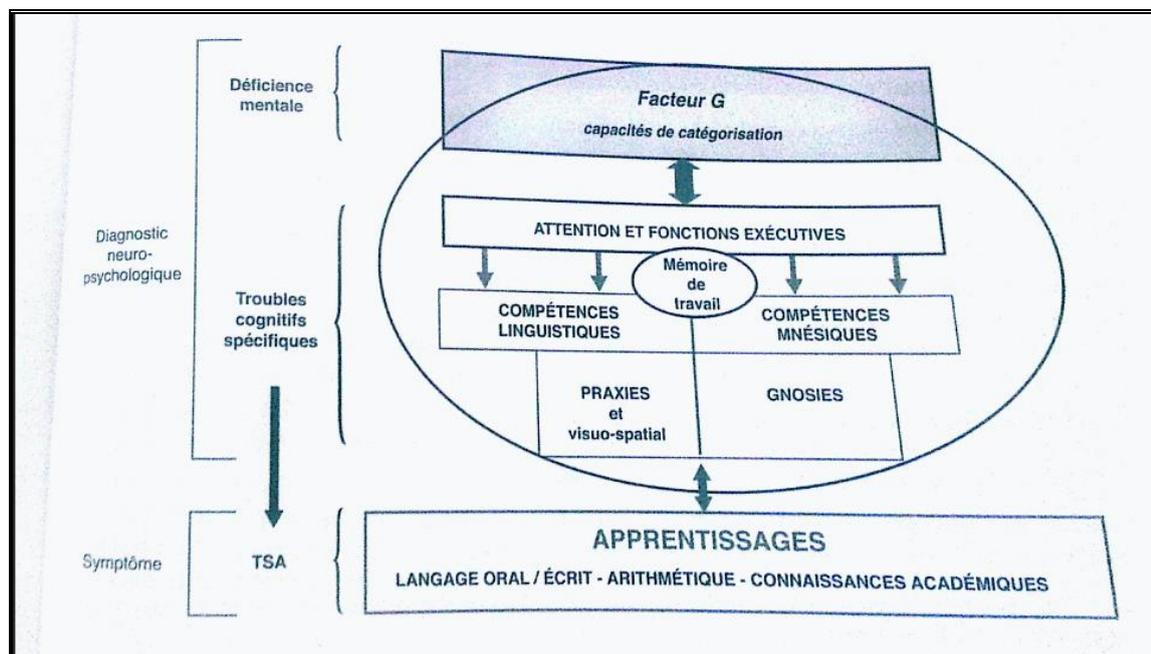 Déficience
mentale
Facteur G
capacités de catégorisation
Diagnostic
neuro-
psychologique
Troubles
cognitifs
spécifiques
ATTENTION ET FONCTIONS EXÉCUTIVES
Mémoire
de
travail
COMPÉTENCES
LINGUISTIQUES
COMPÉTENCES
MNÉSIQUES
PRAXIES
et
visuo-spatial
GNOSIES
Symptôme
TSA
APPRENTISSAGES
LANGAGE ORAL / ÉCRIT - ARITHMÉTIQUE - CONNAISSANCES ACADÉMIQUES